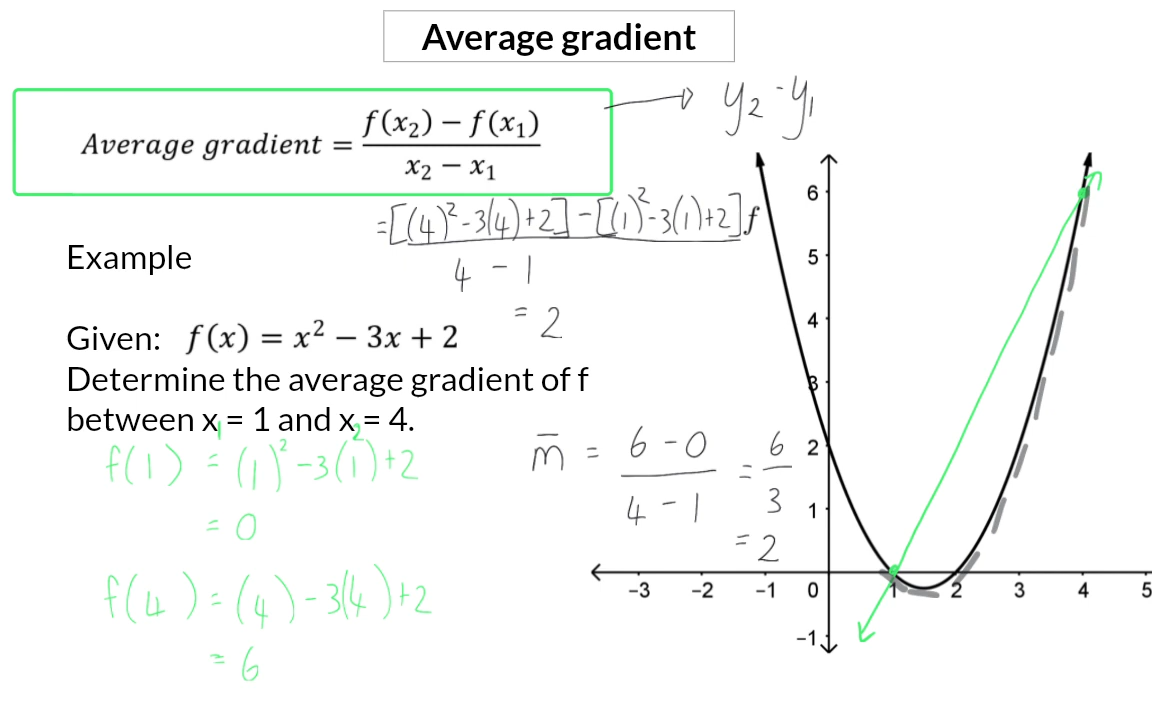 Average gradient
Average gradient = (f(x₂) − f(x₁))/(x₂ − x₁) → y₂ - y₁
= [(4)² - 3(4) + 2] - [(1)² - 3(1) + 2]
4 - 1
= 2
Example
Given: f(x) = x² − 3x + 2
Determine the average gradient of f
between x = 1 and x = 4.
1 2
f(1) = (1)² - 3(1) + 2
= 0
f(4) = (4) - 3(4) + 2
= 6
m̄ = (6 - 0)/(4 - 1) = 6/3
= 2
f
6
5
4
3
2
1
−3 −2 −1 0 1 2 3 4 5
−1